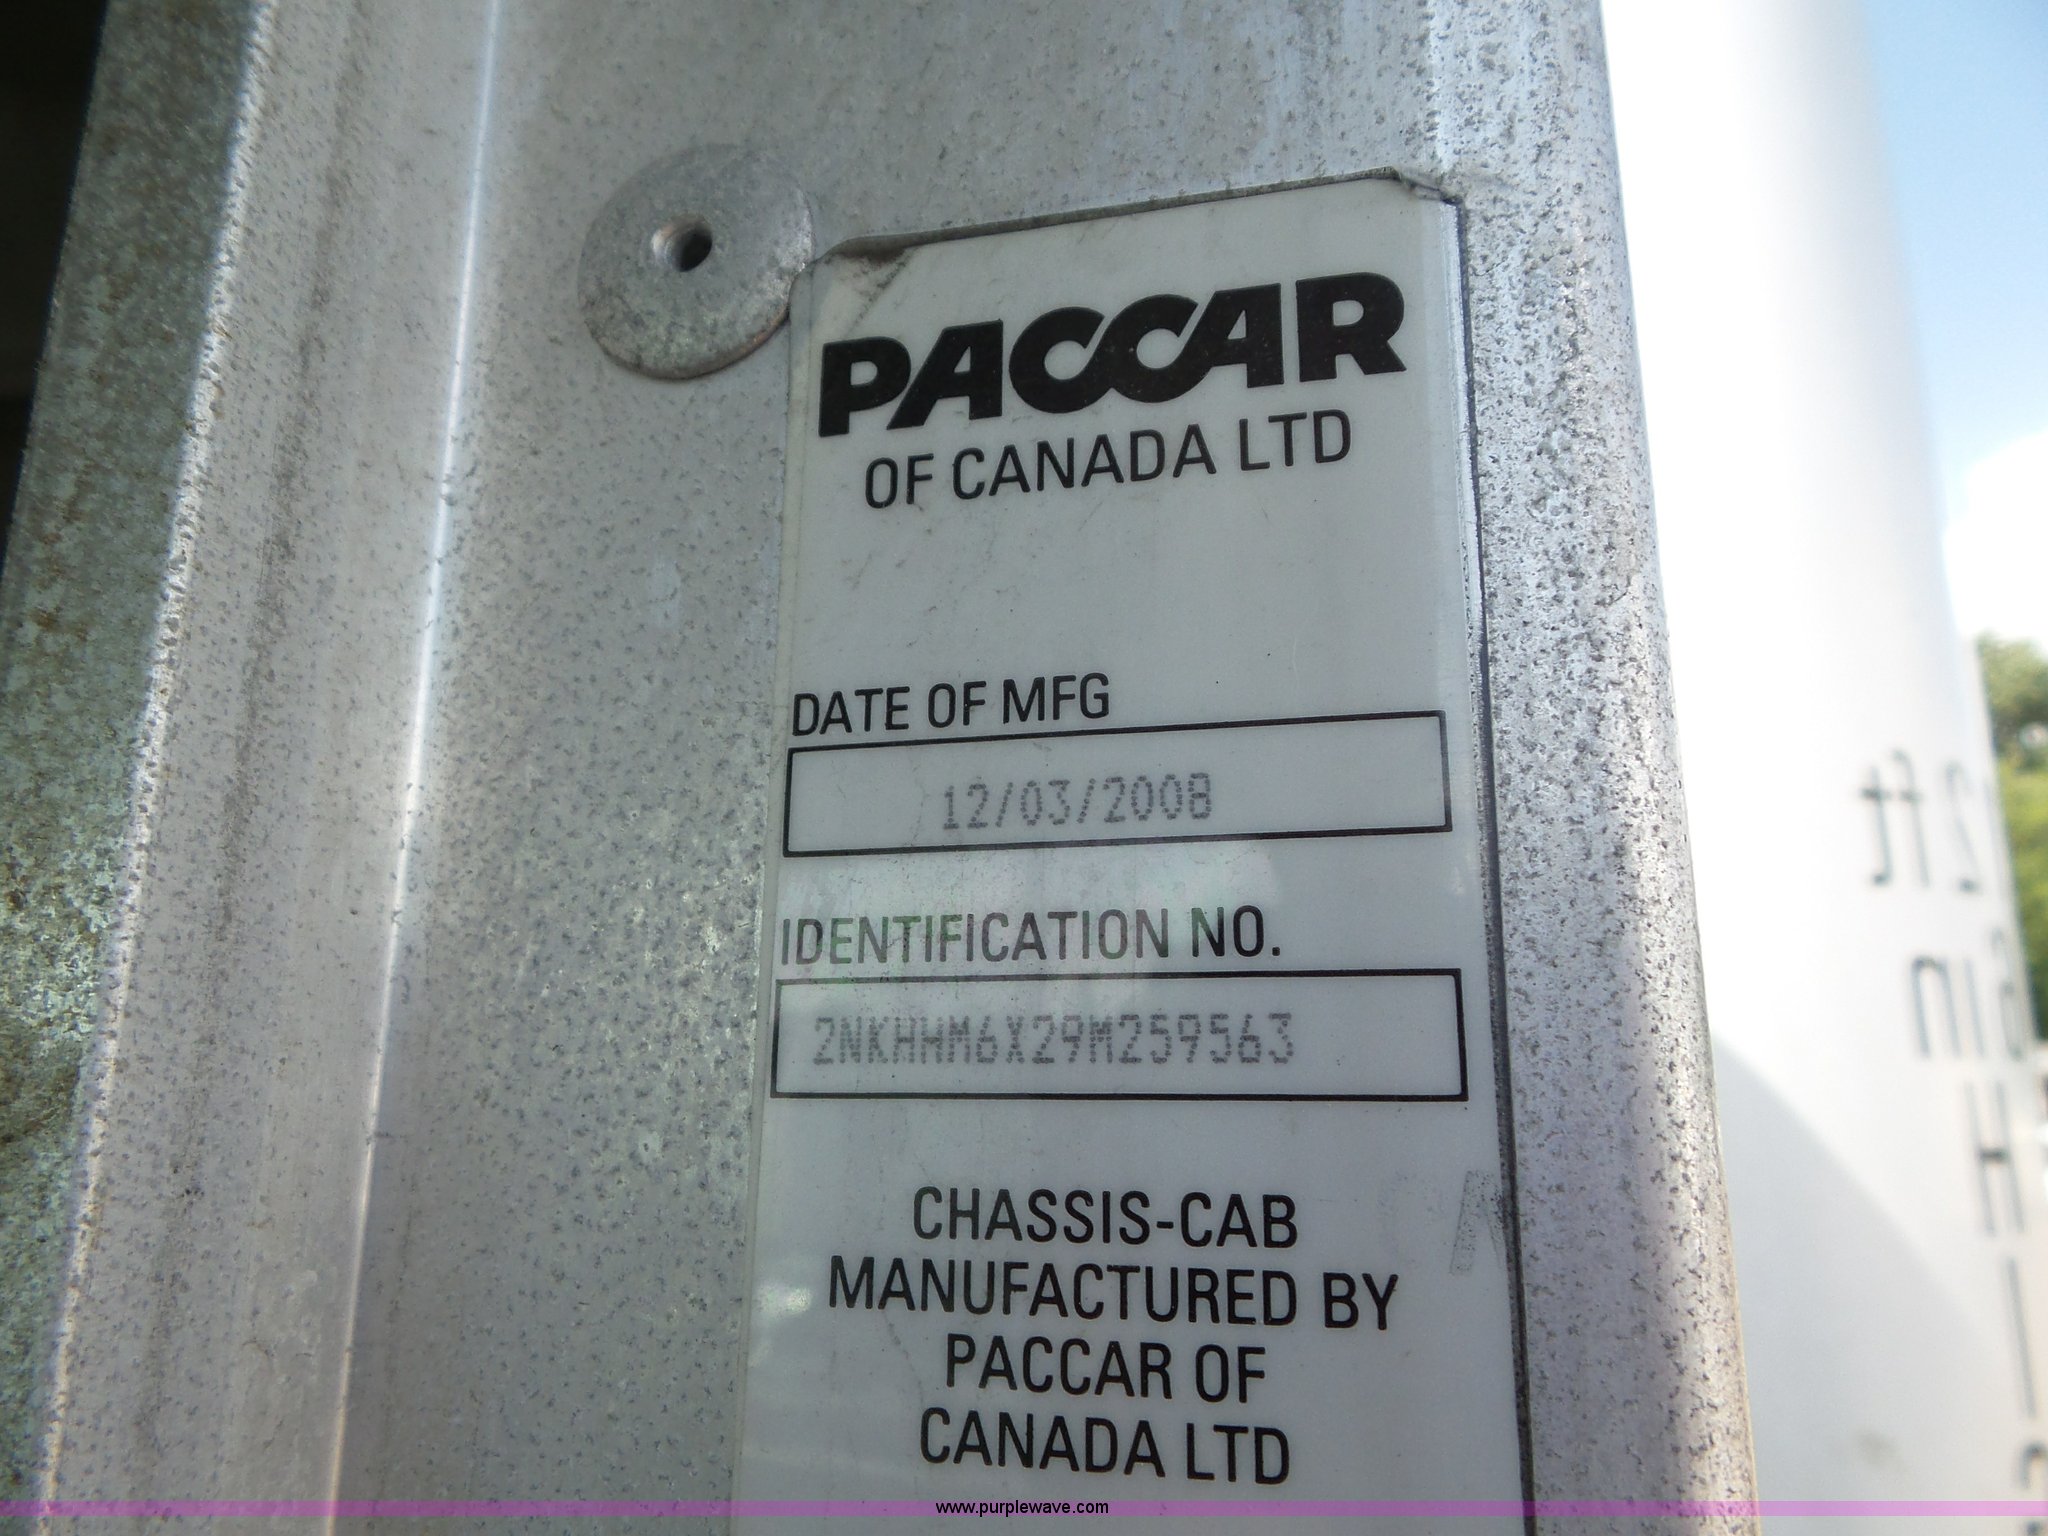 PACCAR
OF CANADA LTD
DATE OF MFG
12/03/2008
IDENTIFICATION NO.
2NKHHM6X29M259563
CHASSIS-CAB
MANUFACTURED BY
PACCAR OF
CANADA LTD
www.purplewave.com